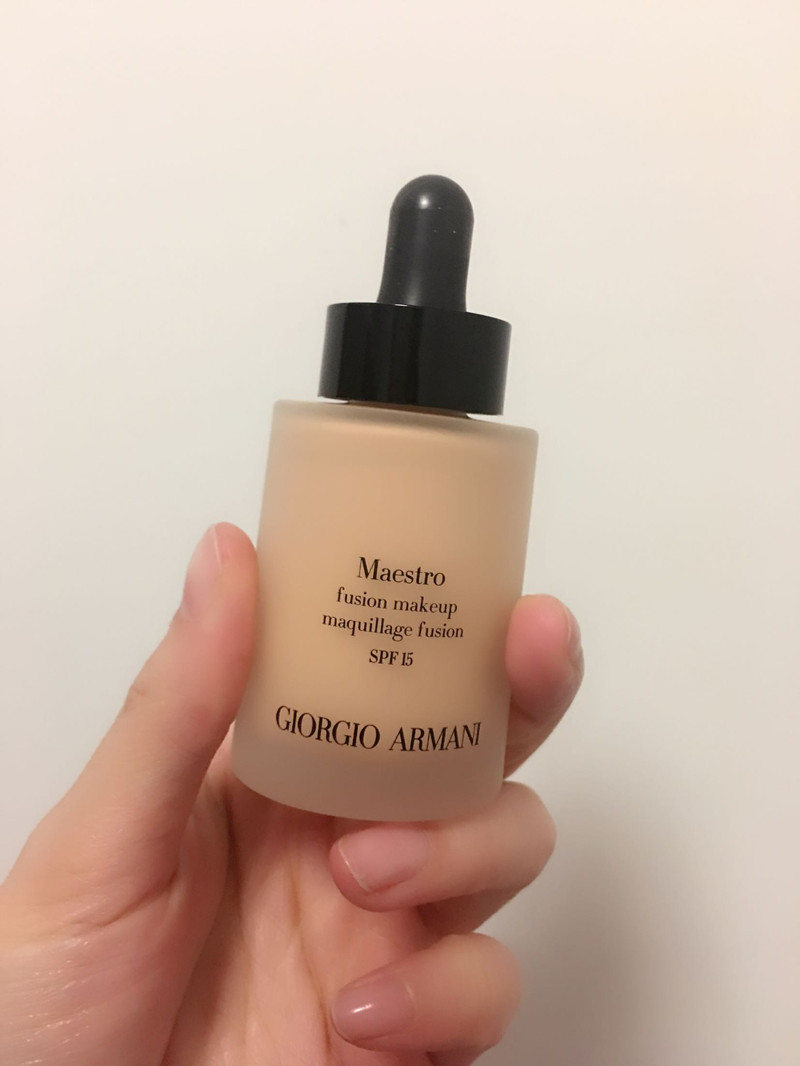 Maestro
fusion makeup
maquillage fusion
SPF 15
GIORGIO ARMANI